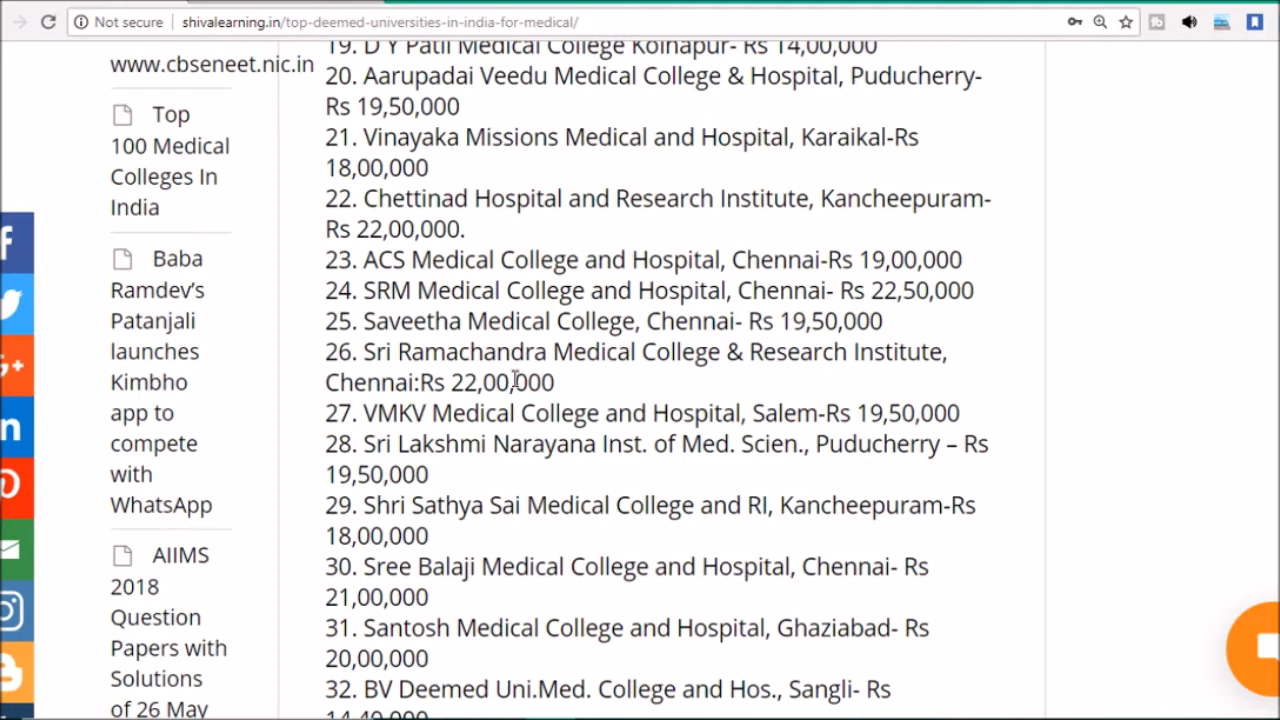 Not secure | shivalearning.in/top-deemed-universities-in-india-for-medical/
www.cbseneet.nic.in
Top
100 Medical
Colleges In
India
Baba
Ramdev's
Patanjali
launches
Kimbho
app to
compete
with
WhatsApp
AIIMS
2018
Question
Papers with
Solutions
of 26 May
19. D Y Patil Medical College Kolhapur- Rs 14,00,000
20. Aarupadai Veedu Medical College & Hospital, Puducherry-
Rs 19,50,000
21. Vinayaka Missions Medical and Hospital, Karaikal-Rs
18,00,000
22. Chettinad Hospital and Research Institute, Kancheepuram-
Rs 22,00,000.
23. ACS Medical College and Hospital, Chennai-Rs 19,00,000
24. SRM Medical College and Hospital, Chennai- Rs 22,50,000
25. Saveetha Medical College, Chennai- Rs 19,50,000
26. Sri Ramachandra Medical College & Research Institute,
Chennai:Rs 22,00,000
27. VMKV Medical College and Hospital, Salem-Rs 19,50,000
28. Sri Lakshmi Narayana Inst. of Med. Scien., Puducherry – Rs
19,50,000
29. Shri Sathya Sai Medical College and RI, Kancheepuram-Rs
18,00,000
30. Sree Balaji Medical College and Hospital, Chennai- Rs
21,00,000
31. Santosh Medical College and Hospital, Ghaziabad- Rs
20,00,000
32. BV Deemed Uni.Med. College and Hos., Sangli- Rs